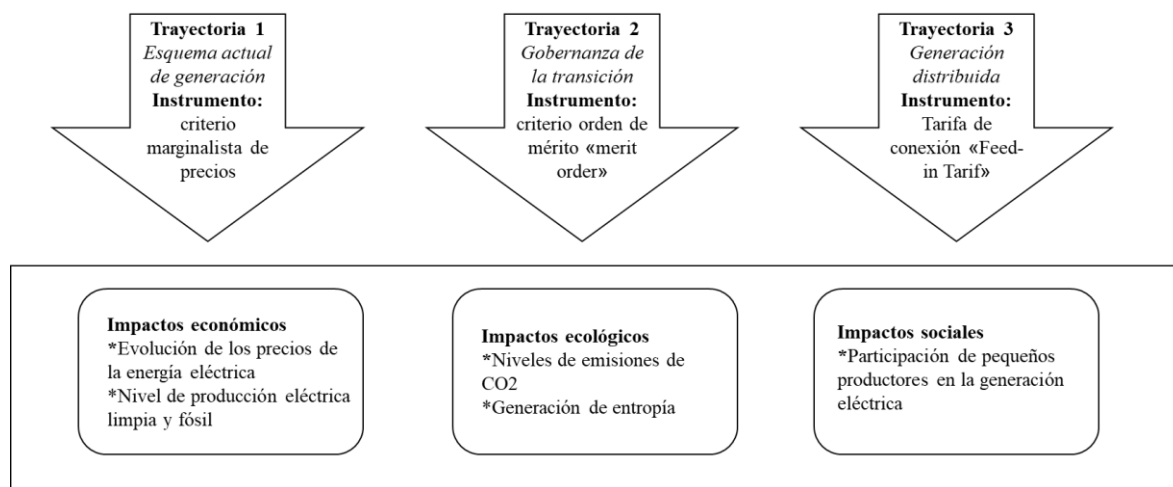 Trayectoria 1
Esquema actual
de generación
Instrumento:
criterio
marginalista de
precios
Trayectoria 2
Gobernanza de
la transición
Instrumento:
criterio orden de
mérito «merit
order»
Trayectoria 3
Generación
distribuida
Instrumento:
Tarifa de
conexión «Feed-
in Tarif»
Impactos económicos
*Evolución de los precios de
la energía eléctrica
*Nivel de producción eléctrica
limpia y fósil
Impactos ecológicos
*Niveles de emisiones de
CO2
*Generación de entropía
Impactos sociales
*Participación de pequeños
productores en la generación
eléctrica